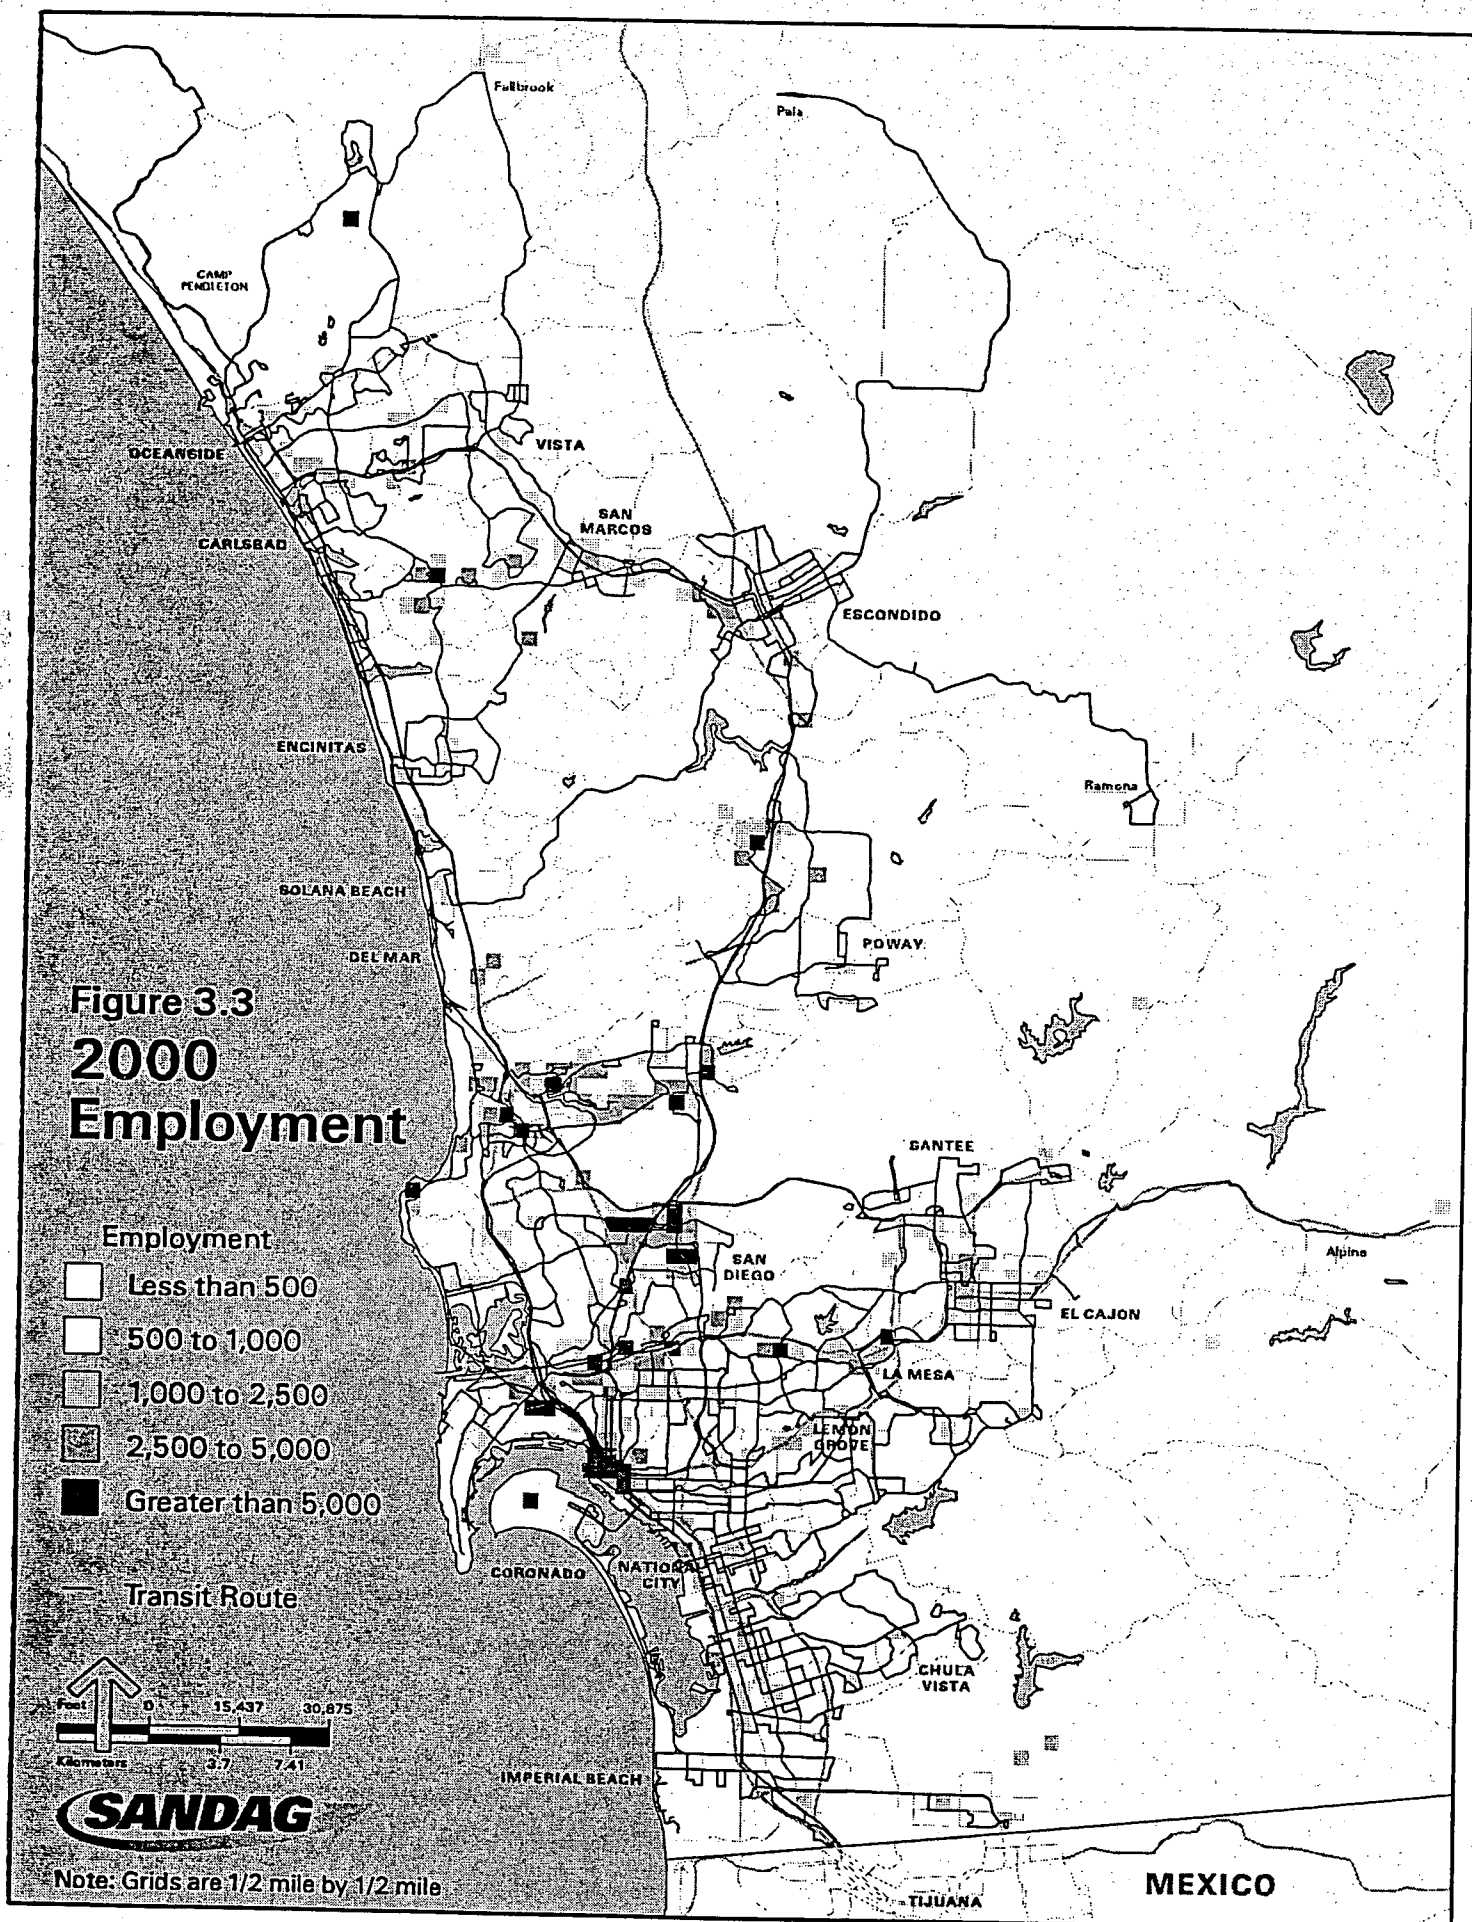 Fallbrook
Pala
CAMP
PENDLETON
OCEANSIDE
VISTA
SAN
MARCOS
CARLSBAD
ESCONDIDO
ENCINITAS
Ramona
SOLANA BEACH
POWAY
DEL MAR
Figure 3.3
2000
Employment
SANTEE
Employment
Less than 500
500 to 1,000
1,000 to 2,500
2,500 to 5,000
Greater than 5,000
Transit Route
SAN
DIEGO
Alpine
EL CAJON
LA MESA
LEMON
GROVE
CORONADO
NATIONAL
CITY
CHULA
VISTA
Feet 0 15,437 30,875
Kilometers 3.7 7.41
IMPERIAL BEACH
SANDAG
Note: Grids are 1/2 mile by 1/2 mile
MEXICO
TIJUANA